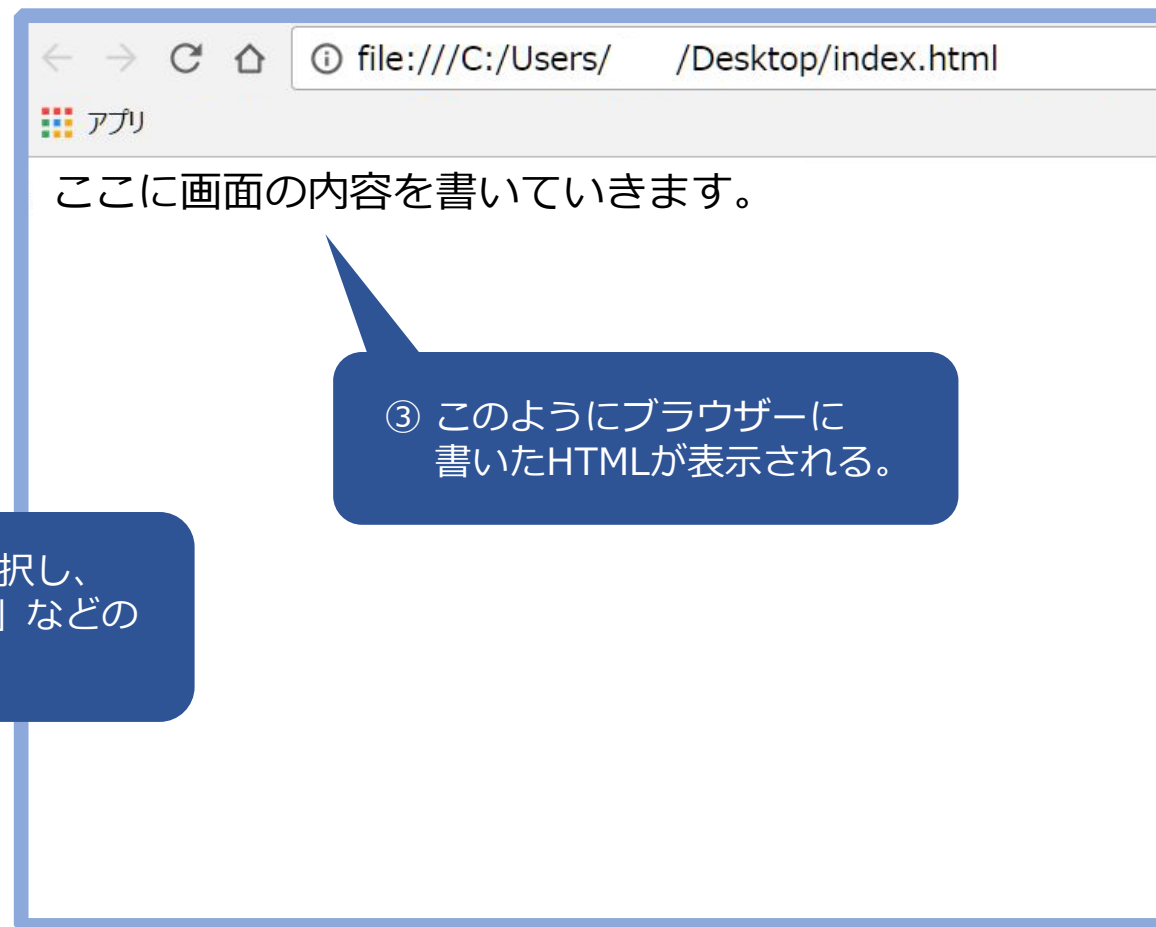 file:///C:/Users/ /Desktop/index.html
アプリ
ここに画面の内容を書いていきます。
③ このようにブラウザーに
書いたHTMLが表示される。
択し、
」などの